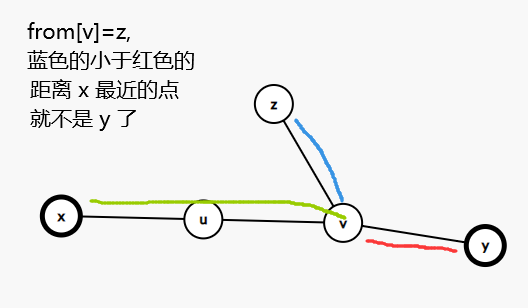 from[v]=z,
蓝色的小于红色的
距离 x 最近的点
就不是 y 了
z
x
u
v
y